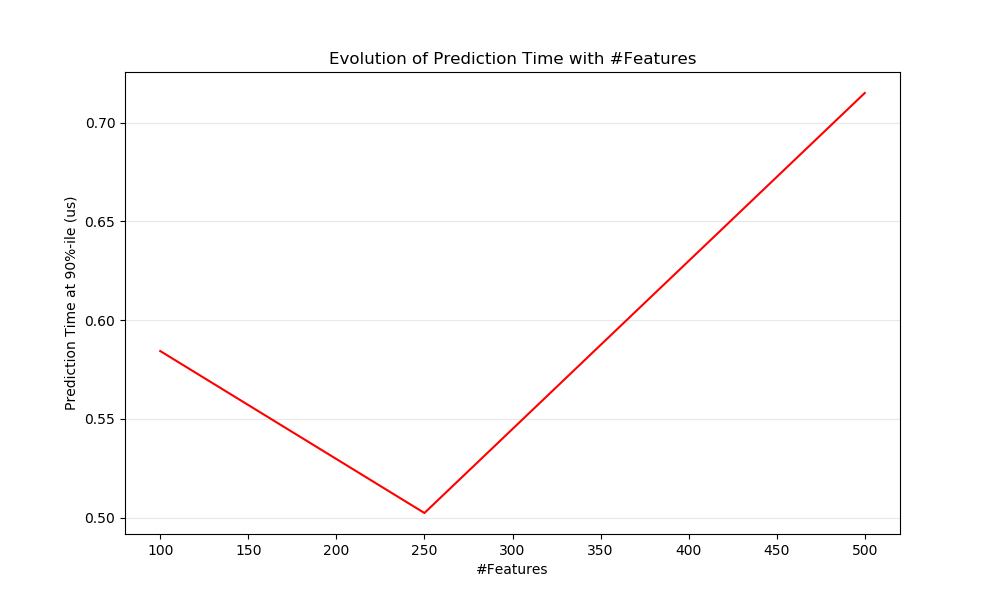 Evolution of Prediction Time with #Features
Prediction Time at 90%-ile (us)
0.70
0.65
0.60
0.55
0.50
100 150 200 250 300 350 400 450 500
#Features